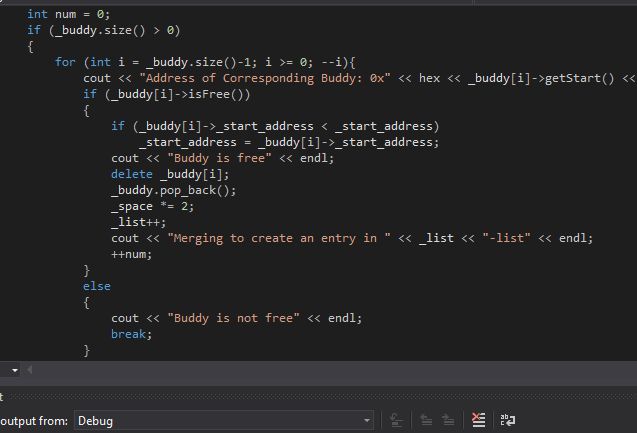 int num = 0;
if (_buddy.size() > 0)
{
for (int i = _buddy.size()-1; i >= 0; --i){
cout << "Address of Corresponding Buddy: 0x" << hex << _buddy[i]->getStart() <<
if (_buddy[i]->isFree())
{
if (_buddy[i]->_start_address < _start_address)
_start_address = _buddy[i]->_start_address;
cout << "Buddy is free" << endl;
delete _buddy[i];
_buddy.pop_back();
_space *= 2;
_list++;
cout << "Merging to create an entry in " << _list << "-list" << endl;
++num;
}
else
{
cout << "Buddy is not free" << endl;
break;
}
t
output from: Debug